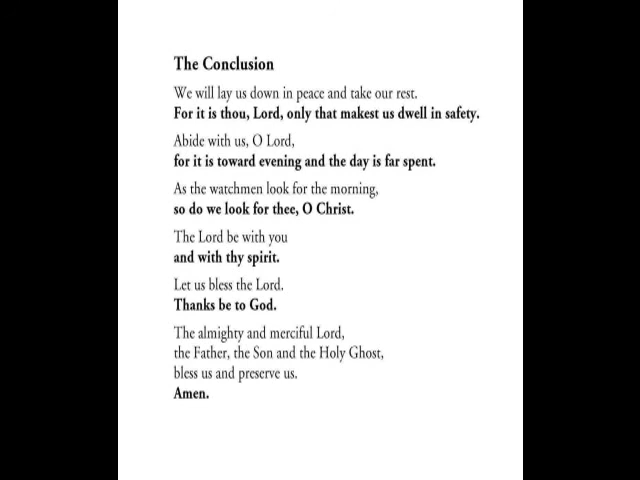 The Conclusion
We will lay us down in peace and take our rest.
For it is thou, Lord, only that makest us dwell in safety.
Abide with us, O Lord,
for it is toward evening and the day is far spent.
As the watchmen look for the morning,
so do we look for thee, O Christ.
The Lord be with you
and with thy spirit.
Let us bless the Lord.
Thanks be to God.
The almighty and merciful Lord,
the Father, the Son and the Holy Ghost,
bless us and preserve us.
Amen.